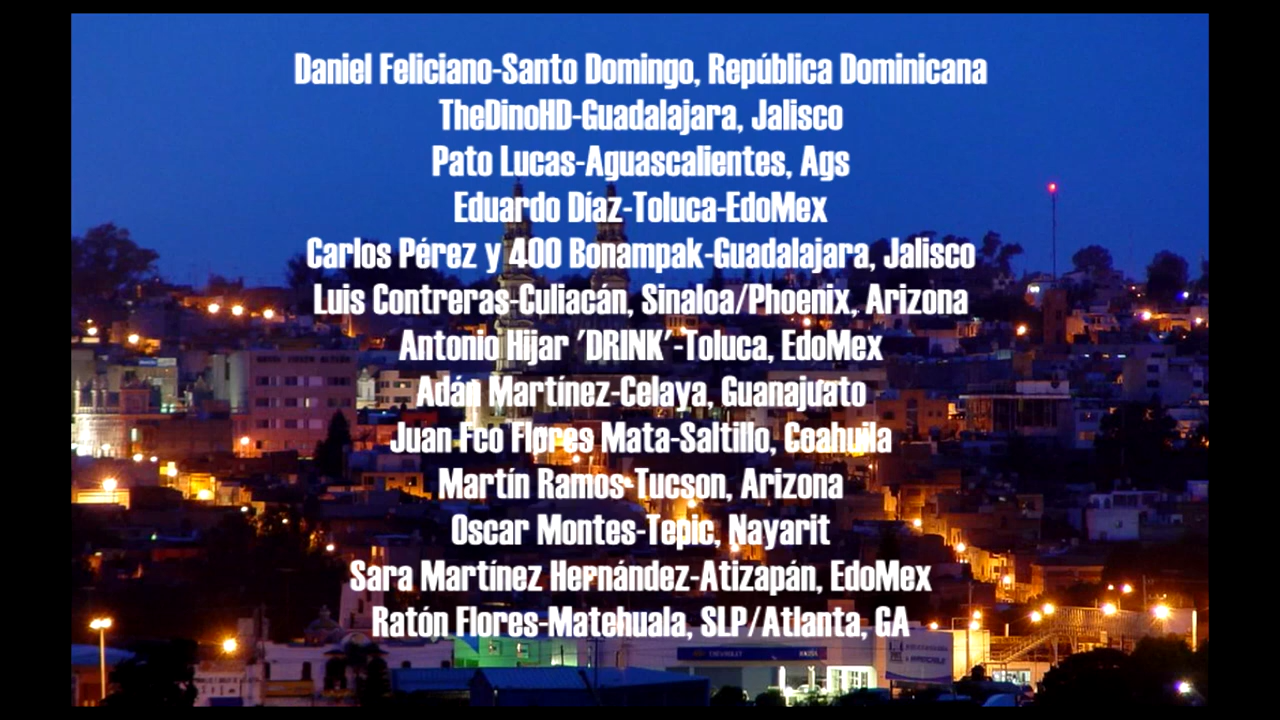 Daniel Feliciano-Santo Domingo, República Dominicana
TheDinoHD-Guadalajara, Jalisco
Pato Lucas-Aguascalientes, Ags
Eduardo Díaz-Toluca-EdoMex
Carlos Pérez y 400 Bonampak-Guadalajara, Jalisco
Luis Contreras-Culiacán, Sinaloa/Phoenix, Arizona
Antonio Hijar 'DRINK'-Toluca, EdoMex
Adán Martínez-Celaya, Guanajuato
Juan Fco Flores Mata-Saltillo, Coahuila
Martín Ramos-Tucson, Arizona
Oscar Montes-Tepic, Nayarit
Sara Martínez Hernández-Atizapán, EdoMex
Ratón Flores-Matehuala, SLP/Atlanta, GA
CHEVROLET